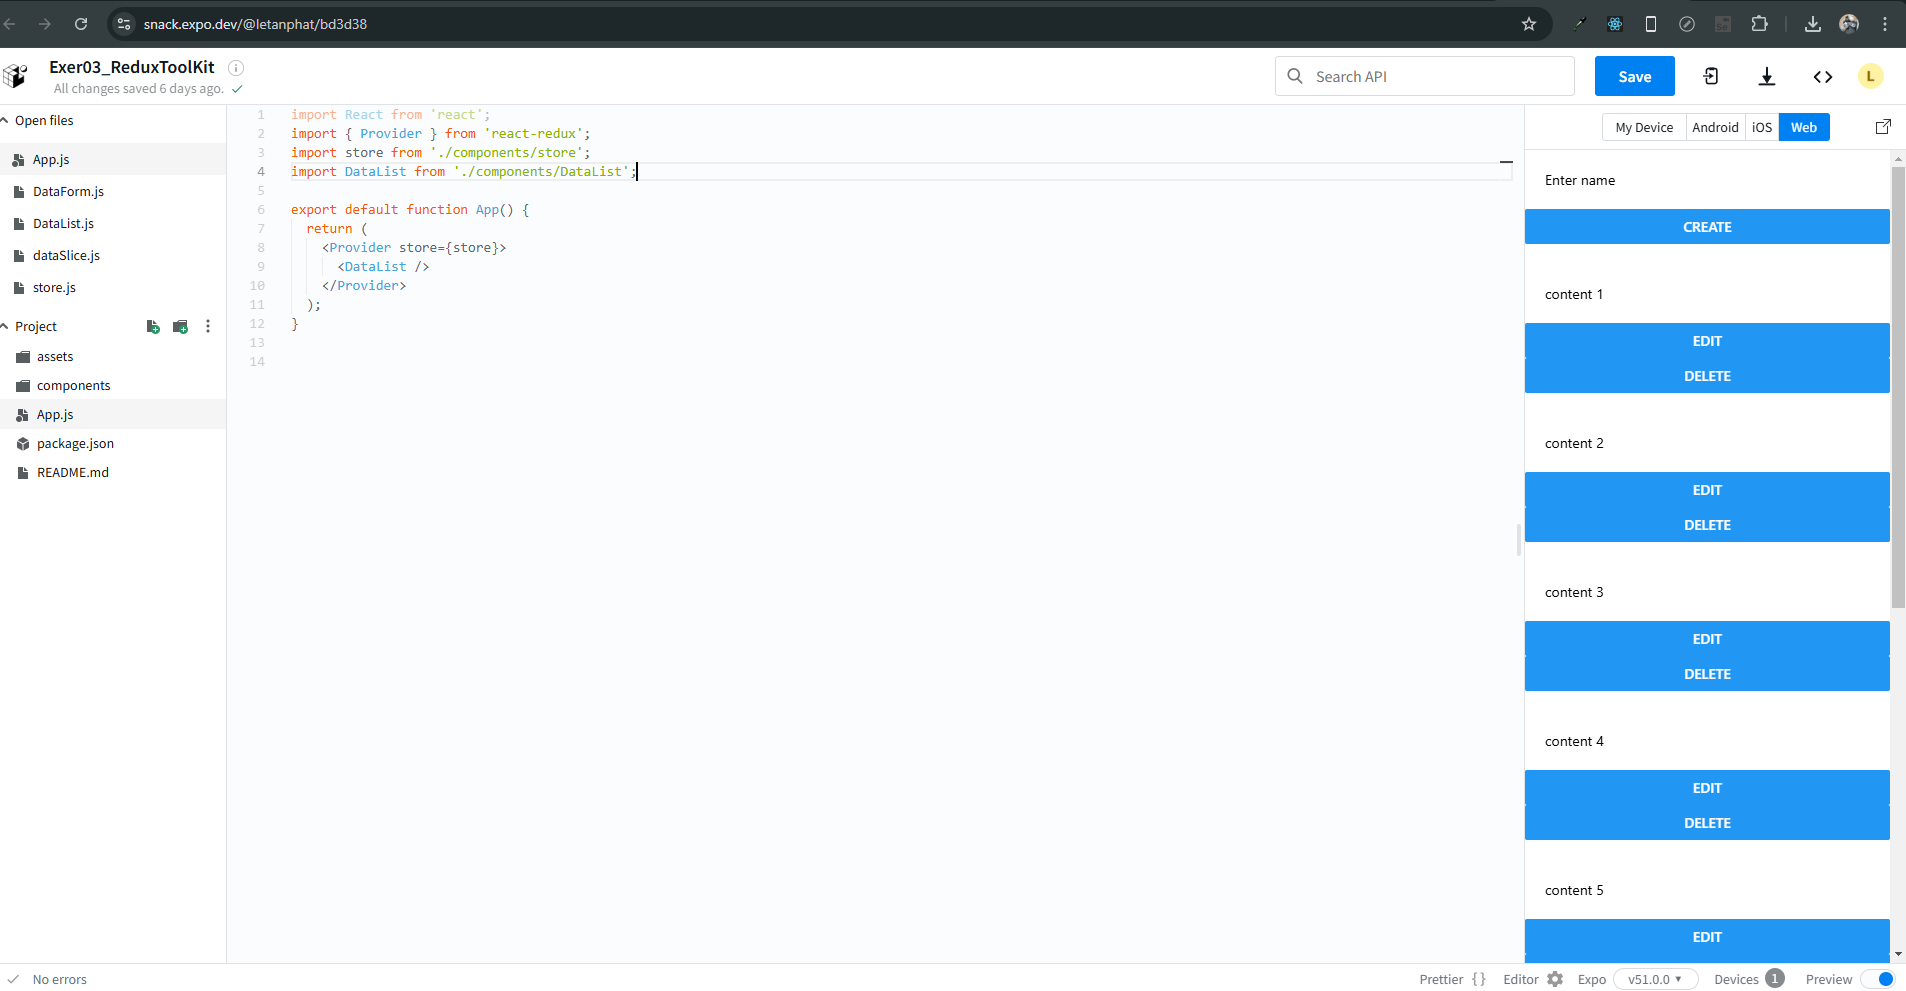 snack.expo.dev/@letanphat/bd3d38
Exer03_ReduxToolKit
All changes saved 6 days ago.
Search API
Save
L
Open files
App.js
DataForm.js
DataList.js
dataSlice.js
store.js
Project
assets
components
App.js
package.json
README.md
1 import React from 'react';
2 import { Provider } from 'react-redux';
3 import store from './components/store';
4 import DataList from './components/DataList';
5
6 export default function App() {
7 return (
8 <Provider store={store}>
9 <DataList />
10 </Provider>
11 );
12 }
13
14
My Device Android iOS Web
Enter name
CREATE
content 1
EDIT
DELETE
content 2
EDIT
DELETE
content 3
EDIT
DELETE
content 4
EDIT
DELETE
content 5
EDIT
No errors
Prettier { } Editor Expo v51.0.0 Devices 1 Preview